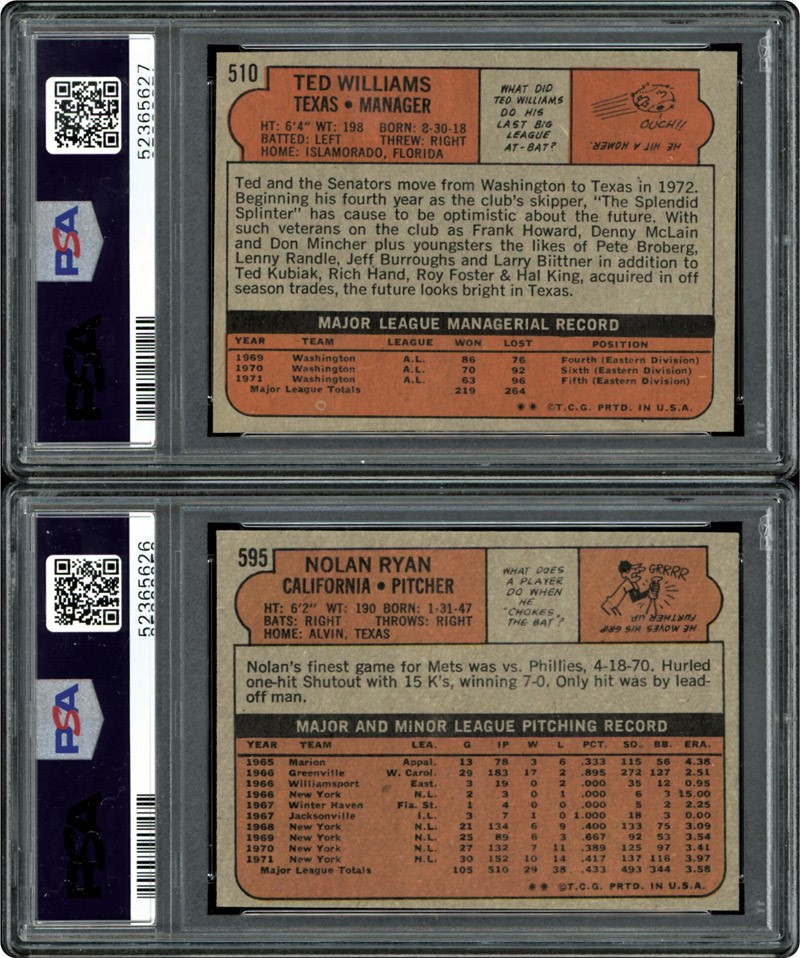 52365627
PSA
PSA
510
TED WILLIAMS
TEXAS • MANAGER
HT: 6'4" WT: 198 BORN: 8-30-18
BATTED: LEFT THREW: RIGHT
HOME: ISLAMORADO, FLORIDA
WHAT DID
TED WILLIAMS
DO HIS
LAST BIG
LEAGUE
AT-BAT?
OUCH!!
HE HIT A HOMER.
Ted and the Senators move from Washington to Texas in 1972.
Beginning his fourth year as the club's skipper, "The Splendid
Splinter" has cause to be optimistic about the future. With
such veterans on the club as Frank Howard, Denny McLain
and Don Mincher plus youngsters the likes of Pete Broberg,
Lenny Randle, Jeff Burroughs and Larry Biittner in addition to
Ted Kubiak, Rich Hand, Roy Foster & Hal King, acquired in off
season trades, the future looks bright in Texas.
MAJOR LEAGUE MANAGERIAL RECORD
YEAR TEAM LEAGUE WON LOST POSITION
1969 Washington A.L. 86 76 Fourth (Eastern Division)
1970 Washington A.L. 70 92 Sixth (Eastern Division)
1971 Washington A.L. 63 96 Fifth (Eastern Division)
Major League Totals 219 264
** ©T.C.G. PRTD. IN U.S.A.
52365626
PSA
PSA
595
NOLAN RYAN
CALIFORNIA • PITCHER
HT: 6'2" WT: 190 BORN: 1-31-47
BATS: RIGHT THROWS: RIGHT
HOME: ALVIN, TEXAS
WHAT DOES
A PLAYER
DO WHEN
HE
"CHOKES"
THE BAT?
GRRRR
HE MOVES HIS GRIP
FURTHER UP.
Nolan's finest game for Mets was vs. Phillies, 4-18-70. Hurled
one-hit Shutout with 15 K's, winning 7-0. Only hit was by lead-
off man.
MAJOR AND MINOR LEAGUE PITCHING RECORD
YEAR TEAM LEA. G IP W L PCT. SO. BB. ERA.
1965 Marion Appal. 13 78 3 6 .333 115 56 4.38
1966 Greenville W. Carol. 29 183 17 2 .895 272 127 2.51
1966 Williamsport East. 3 19 0 2 .000 35 12 0.95
1966 New York N.L. 2 3 0 1 .000 6 3 15.00
1967 Winter Haven Fla. St. 1 4 0 0 .000 5 2 2.25
1967 Jacksonville I.L. 3 7 1 0 1.000 18 3 0.00
1968 New York N.L. 21 134 6 9 .400 133 75 3.09
1969 New York N.L. 25 89 6 3 .667 92 53 3.54
1970 New York N.L. 27 132 7 11 .389 125 97 3.41
1971 New York N.L. 30 152 10 14 .417 137 116 3.97
Major League Totals 105 510 29 38 .433 493 344 3.58
** ©T.C.G. PRTD. IN U.S.A.